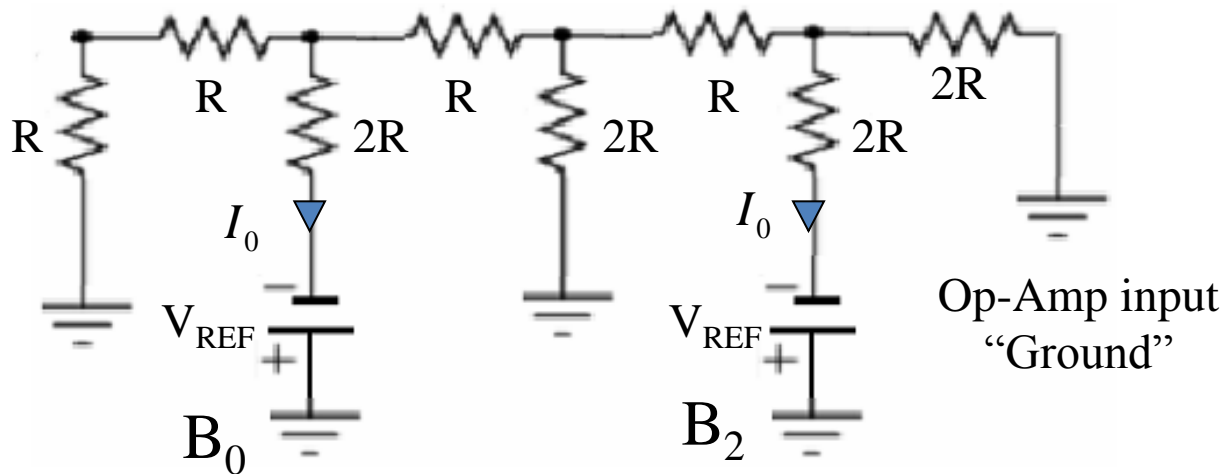 R R R 2R
R 2R 2R 2R
I0 I0
− −
VREF VREF
+ +
B0 B2
Op-Amp input
“Ground”